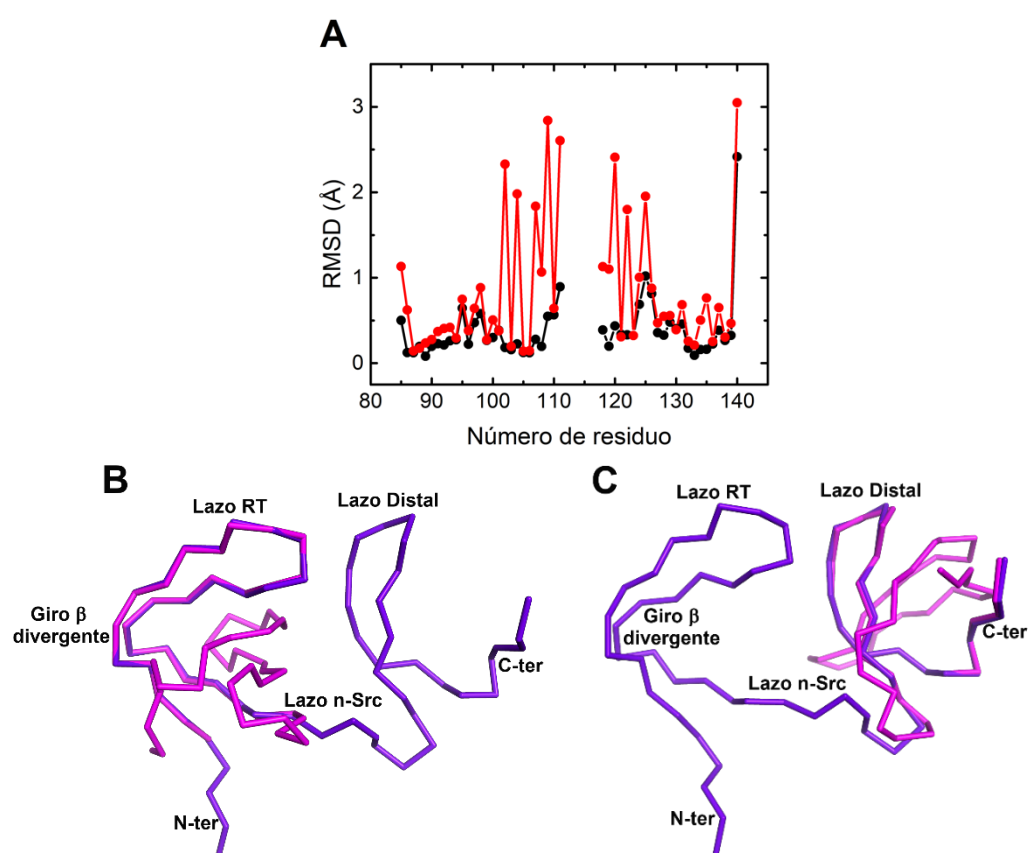 A
3
2
1
0
RMSD (Å)
80
90
100
110
120
130
140
Número de residuo
B
Lazo RT
Lazo Distal
Giro β
divergente
Lazo n-Src
C-ter
N-ter
C
Lazo RT
Lazo Distal
Giro β
divergente
C-ter
Lazo n-Src
N-ter